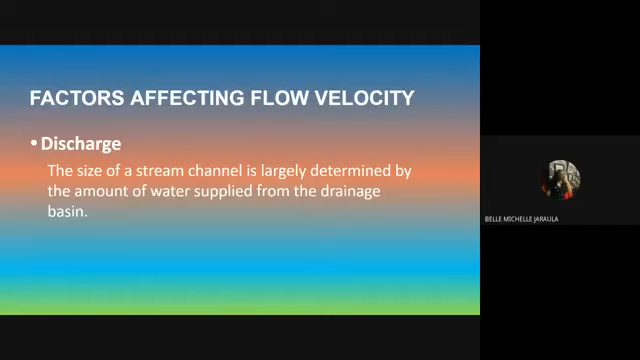 FACTORS AFFECTING FLOW VELOCITY
•Discharge
The size of a stream channel is largely determined by
the amount of water supplied from the drainage
basin.
BELLE MICHELLE JARAULA